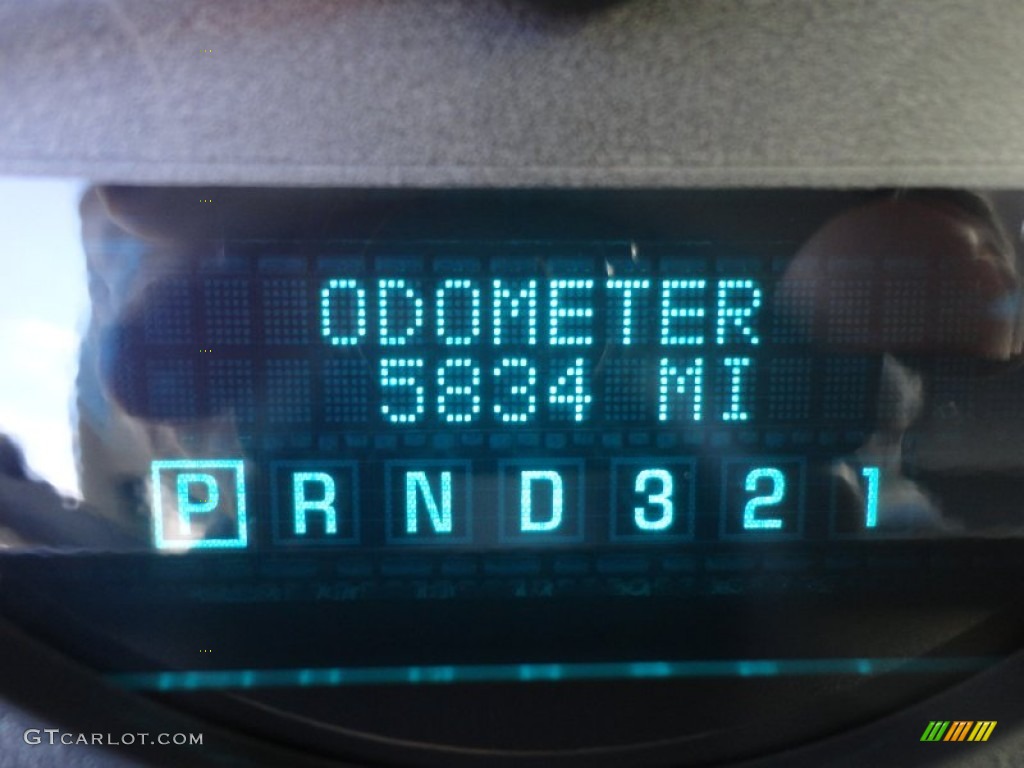 ODOMETER
5834 MI
P R N D 3 2 1
GTCARLOT.COM